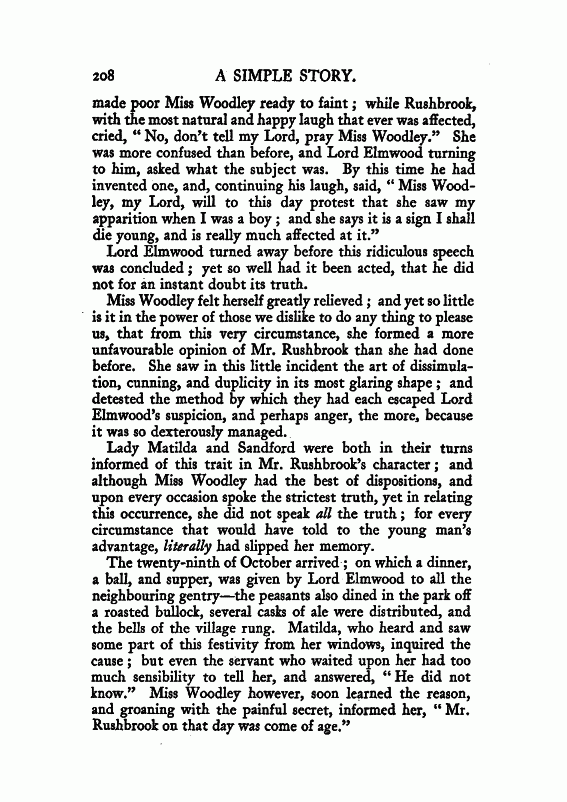 208 A SIMPLE STORY.
made poor Miss Woodley ready to faint ; while Rushbrook,
with the most natural and happy laugh that ever was affected,
cried, “ No, don’t tell my Lord, pray Miss Woodley.” She
was more confused than before, and Lord Elmwood turning
to him, asked what the subject was. By this time he had
invented one, and, continuing his laugh, said, “ Miss Wood-
ley, my Lord, will to this day protest that she saw my
apparition when I was a boy ; and she says it is a sign I shall
die young, and is really much affected at it.”
Lord Elmwood turned away before this ridiculous speech
was concluded ; yet so well had it been acted, that he did
not for an instant doubt its truth.
Miss Woodley felt herself greatly relieved ; and yet so little
is it in the power of those we dislike to do any thing to please
us, that from this very circumstance, she formed a more
unfavourable opinion of Mr. Rushbrook than she had done
before. She saw in this little incident the art of dissimula-
tion, cunning, and duplicity in its most glaring shape ; and
detested the method by which they had each escaped Lord
Elmwood’s suspicion, and perhaps anger, the more, because
it was so dexterously managed.
Lady Matilda and Sandford were both in their turns
informed of this trait in Mr. Rushbrook’s character ; and
although Miss Woodley had the best of dispositions, and
upon every occasion spoke the strictest truth, yet in relating
this occurrence, she did not speak all the truth ; for every
circumstance that would have told to the young man’s
advantage, literally had slipped her memory.
The twenty-ninth of October arrived ; on which a dinner,
a ball, and supper, was given by Lord Elmwood to all the
neighbouring gentry—the peasants also dined in the park off
a roasted bullock, several casks of ale were distributed, and
the bells of the village rung. Matilda, who heard and saw
some part of this festivity from her windows, inquired the
cause ; but even the servant who waited upon her had too
much sensibility to tell her, and answered, “ He did not
know.” Miss Woodley however, soon learned the reason,
and groaning with the painful secret, informed her, “ Mr.
Rushbrook on that day was come of age.”